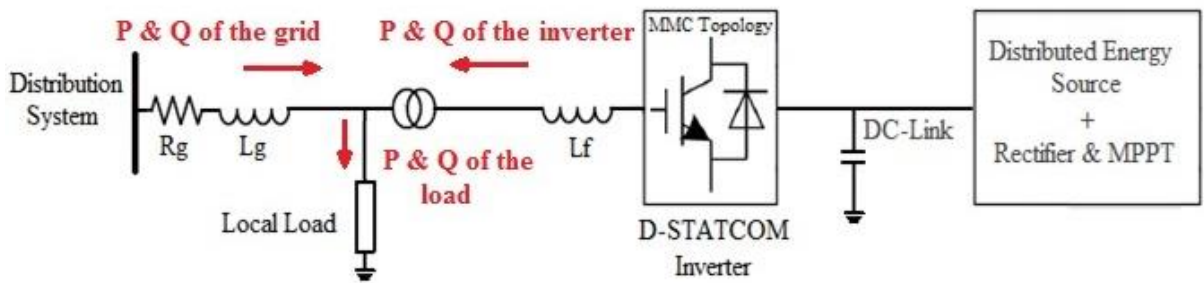 P & Q of the grid
P & Q of the inverter
MMC Topology
Distribution
System
Rg
Lg
P & Q of the
load
Local Load
Lf
D-STATCOM
Inverter
DC-Link
Distributed Energy
Source
+
Rectifier & MPPT